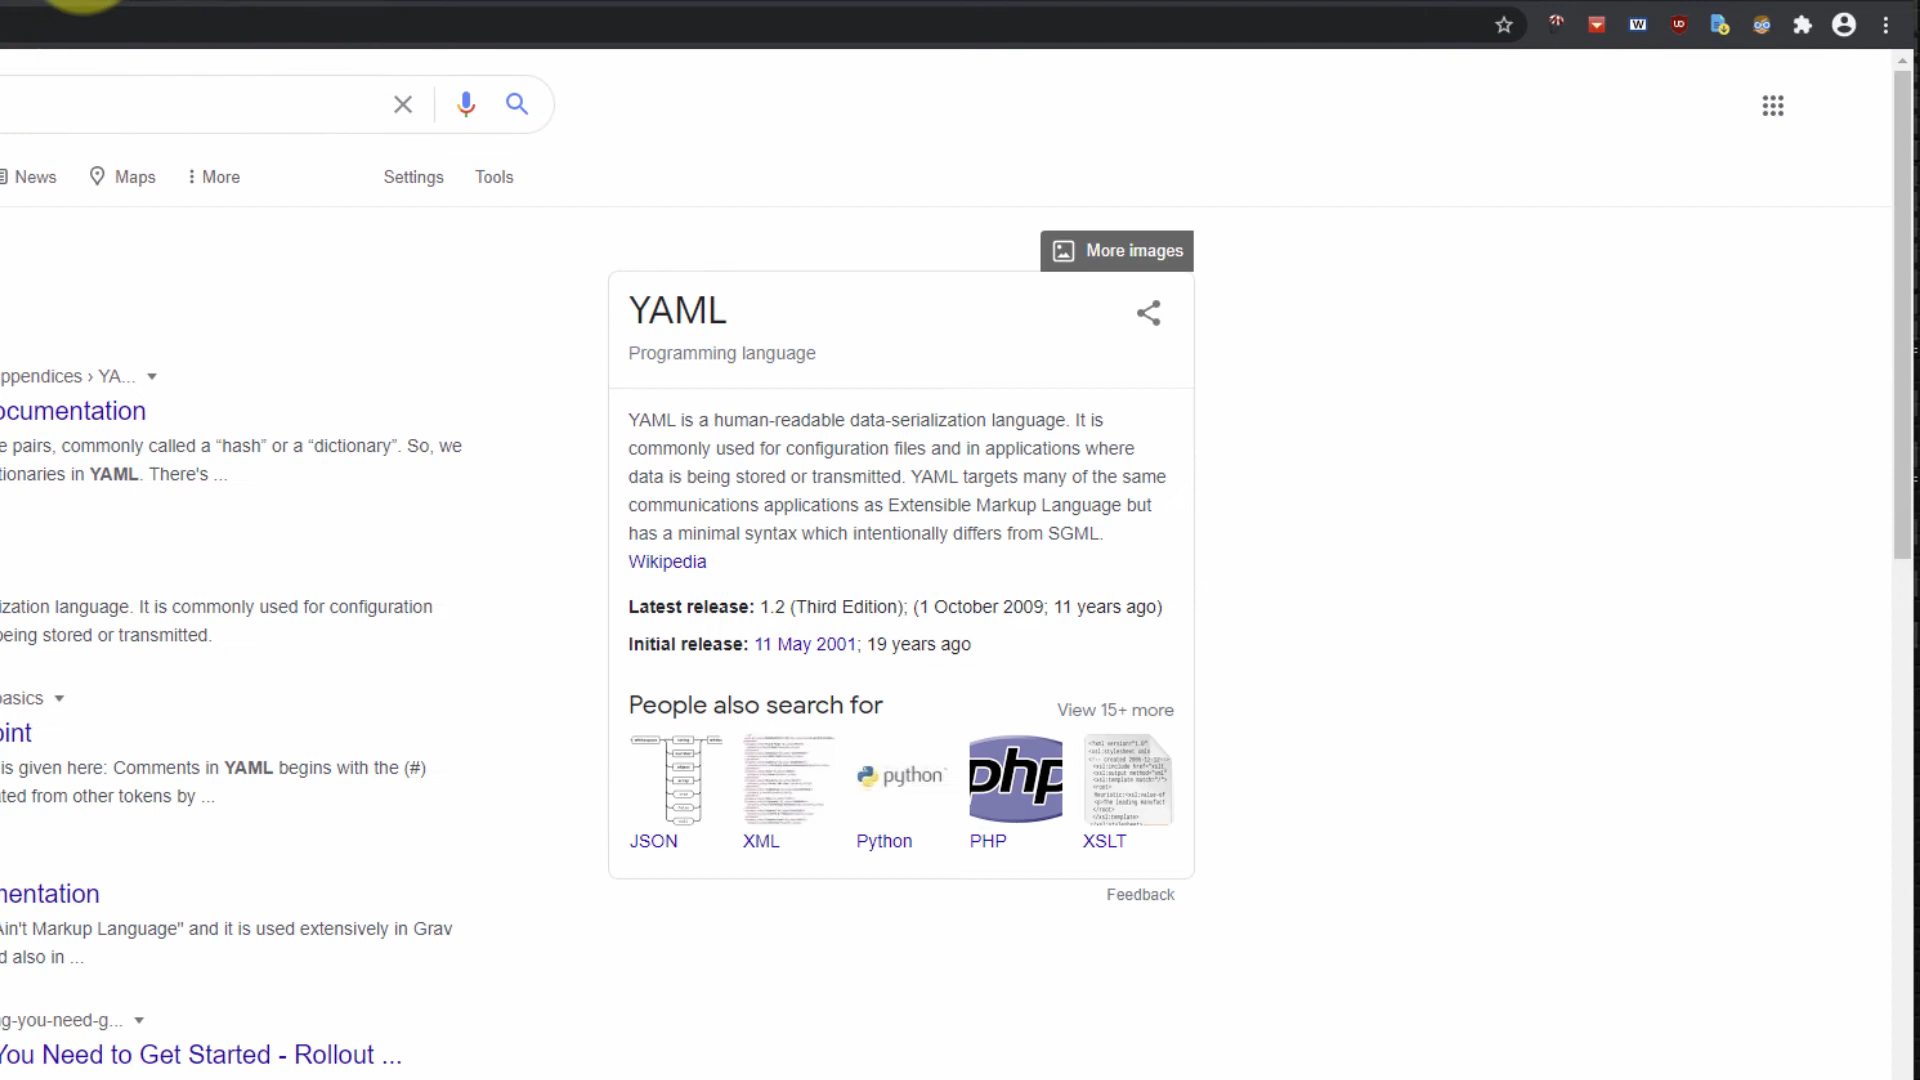 News
Maps
More
Settings
Tools
More images
YAML
Programming language
YAML is a human-readable data-serialization language. It is
commonly used for configuration files and in applications where
data is being stored or transmitted. YAML targets many of the same
communications applications as Extensible Markup Language but
has a minimal syntax which intentionally differs from SGML.
Wikipedia
Latest release: 1.2 (Third Edition); (1 October 2009; 11 years ago)
Initial release: 11 May 2001; 19 years ago
People also search for
View 15+ more
python
php
JSON
XML
Python
PHP
XSLT
Feedback
ppendices › YA...
ocumentation
e pairs, commonly called a “hash” or a “dictionary”. So, we
tionaries in YAML. There's ...
ization language. It is commonly used for configuration
being stored or transmitted.
basics
oint
is given here: Comments in YAML begins with the (#)
ated from other tokens by ...
mentation
Ain't Markup Language" and it is used extensively in Grav
d also in ...
ng-you-need-g...
You Need to Get Started - Rollout ...